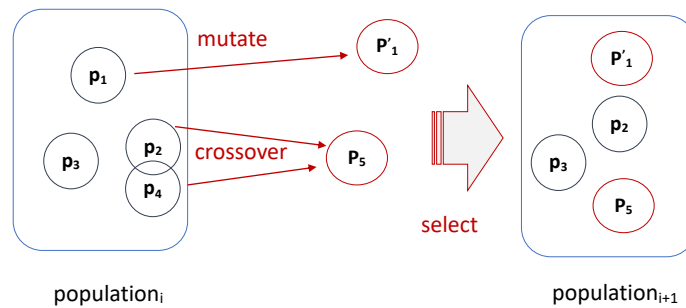 mutate
P'₁
P'₁
p₁
p₂
p₂
crossover
p₃
P₅
p₃
p₄
P₅
select
populationᵢ
populationᵢ₊₁